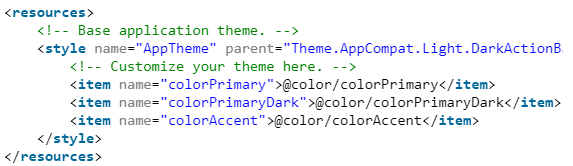 <resources>
<!-- Base application theme. -->
<style name="AppTheme" parent="Theme.AppCompat.Light.DarkActionBa
<!-- Customize your theme here. -->
<item name="colorPrimary">@color/colorPrimary</item>
<item name="colorPrimaryDark">@color/colorPrimaryDark</item>
<item name="colorAccent">@color/colorAccent</item>
</style>
</resources>